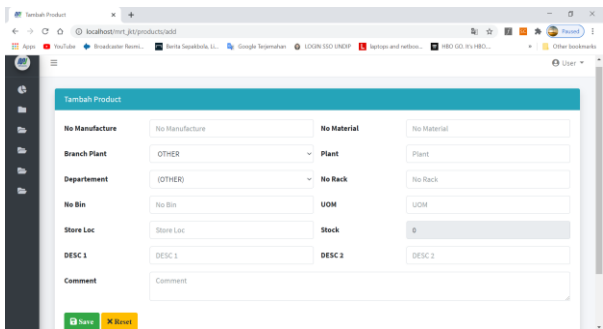 Tambah Product
localhost/mrt_jkt/products/add
Paused
Apps YouTube Broadcaster Resmi... Berita Sepakbola, Li... Google Terjemahan LOGIN SSO UNDIP laptops and netboo... HBO GO. It's HBO.... Other bookmarks
User
Tambah Product
No Manufacture No Manufacture No Material No Material
Branch Plant OTHER Plant Plant
Departement (OTHER) No Rack No Rack
No Bin No Bin UOM UOM
Store Loc Store Loc Stock 0
DESC 1 DESC 1 DESC 2 DESC 2
Comment Comment
Save Reset